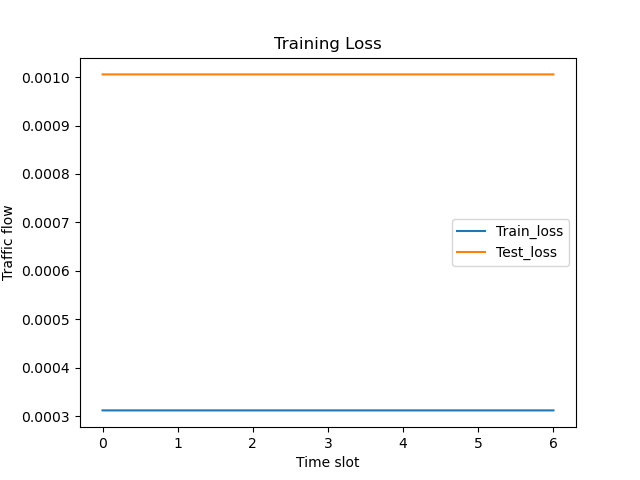 Training Loss
0.0010
0.0009
0.0008
0.0007
0.0006
0.0005
0.0004
0.0003
Traffic flow
Train_loss
Test_loss
0 1 2 3 4 5 6
Time slot